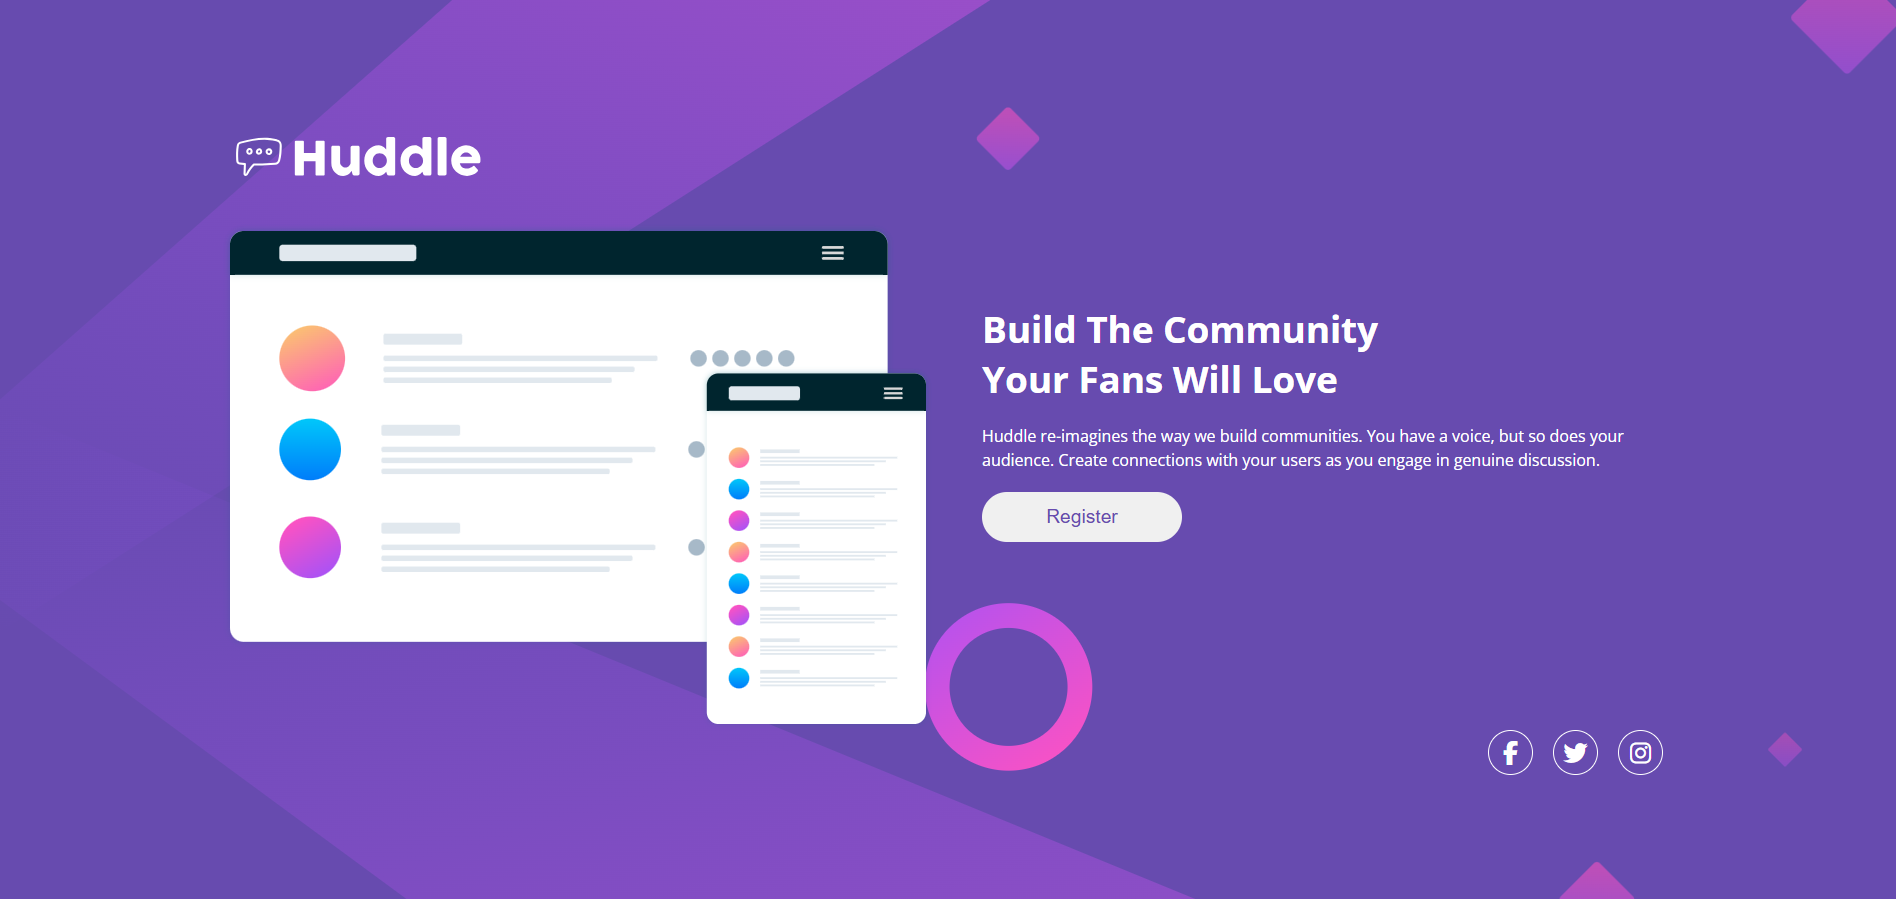 Huddle
Build The Community
Your Fans Will Love
Huddle re-imagines the way we build communities. You have a voice, but so does your
audience. Create connections with your users as you engage in genuine discussion.
Register